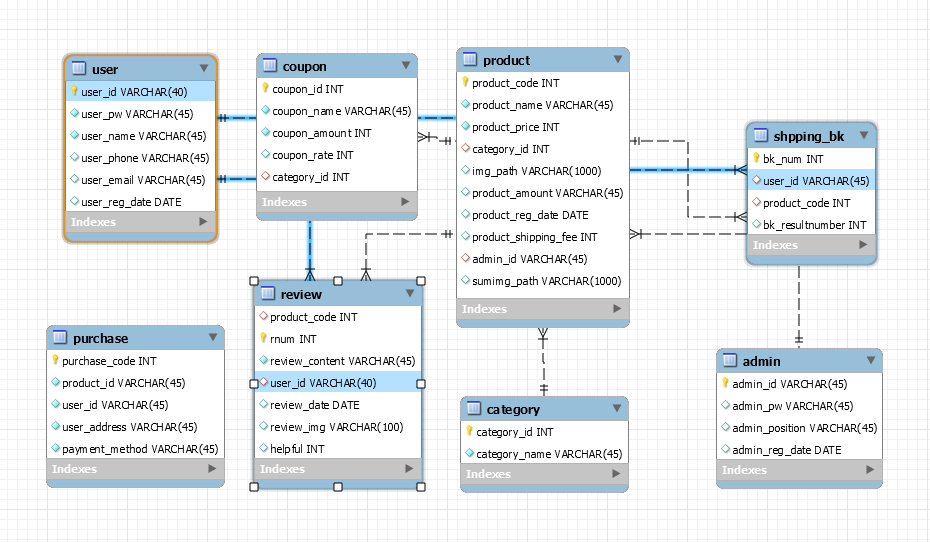 user
user_id VARCHAR(40)
user_pw VARCHAR(45)
user_name VARCHAR(45)
user_phone VARCHAR(45)
user_email VARCHAR(45)
user_reg_date DATE
Indexes
coupon
coupon_id INT
coupon_name VARCHAR(45)
coupon_amount INT
coupon_rate INT
category_id INT
Indexes
product
product_code INT
product_name VARCHAR(45)
product_price INT
category_id INT
img_path VARCHAR(1000)
product_amount VARCHAR(45)
product_reg_date DATE
product_shipping_fee INT
admin_id VARCHAR(45)
sumimg_path VARCHAR(1000)
Indexes
shpping_bk
bk_num INT
user_id VARCHAR(45)
product_code INT
bk_resultnumber INT
Indexes
purchase
purchase_code INT
product_id VARCHAR(45)
user_id VARCHAR(45)
user_address VARCHAR(45)
payment_method VARCHAR(45)
Indexes
review
product_code INT
rnum INT
review_content VARCHAR(45)
user_id VARCHAR(40)
review_date DATE
review_img VARCHAR(100)
helpful INT
Indexes
category
category_id INT
category_name VARCHAR(45)
Indexes
admin
admin_id VARCHAR(45)
admin_pw VARCHAR(45)
admin_position VARCHAR(45)
admin_reg_date DATE
Indexes